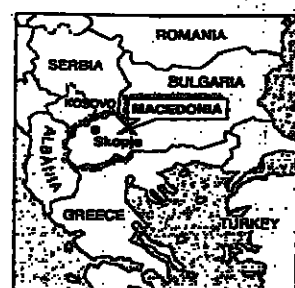 ROMANIA
SERBIA
BULGARIA
KOSOVO
MACEDONIA
Skopje
ALBANIA
GREECE
TURKEY